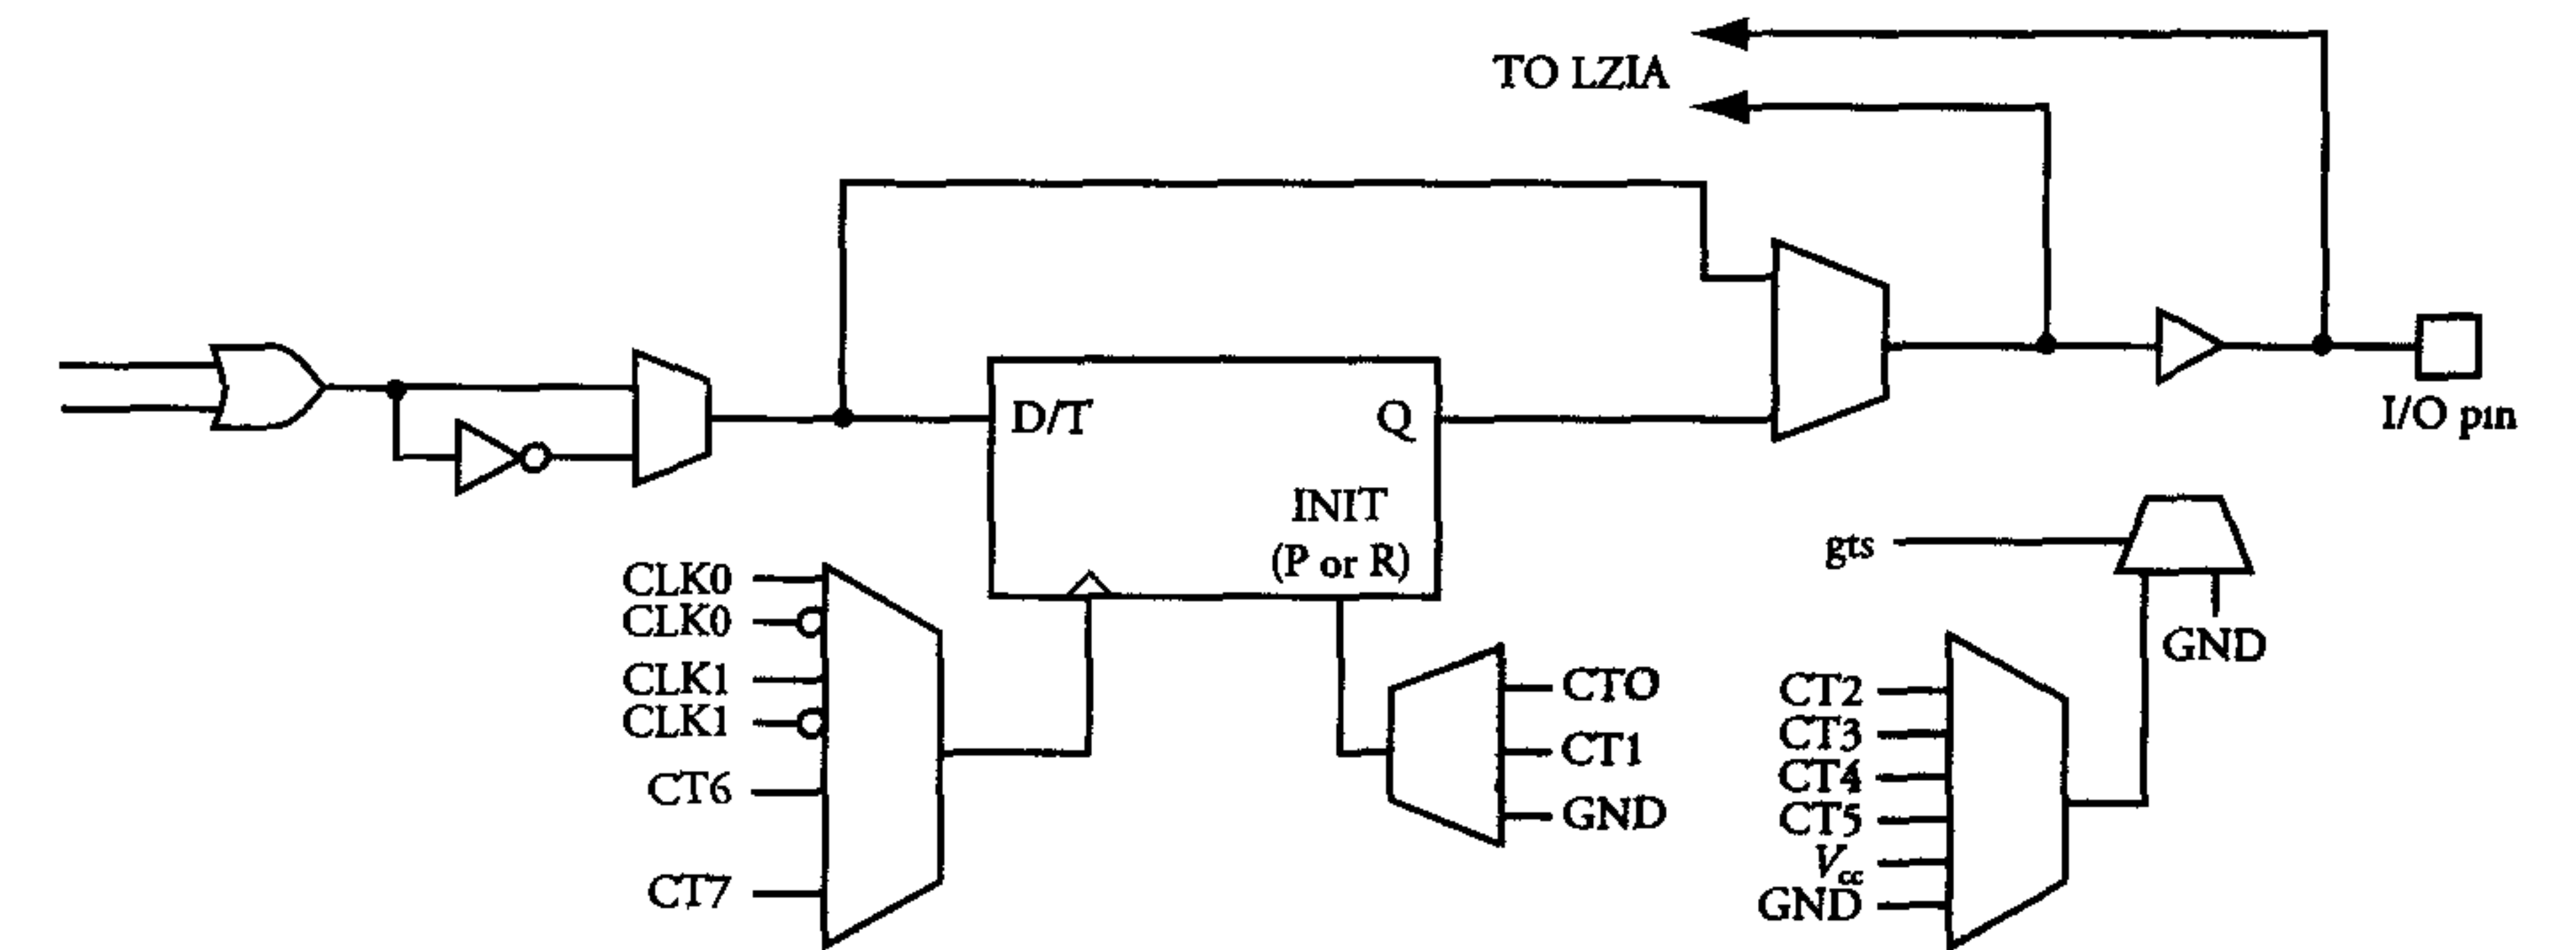 TO LZIA
D/T
Q
I/O pin
INIT
(P or R)
gts
CLK0
CLK0
CLK1
CLK1
CT6
CT7
CTO
CT1
GND
GND
CT2
CT3
CT4
CT5
Vcc
GND